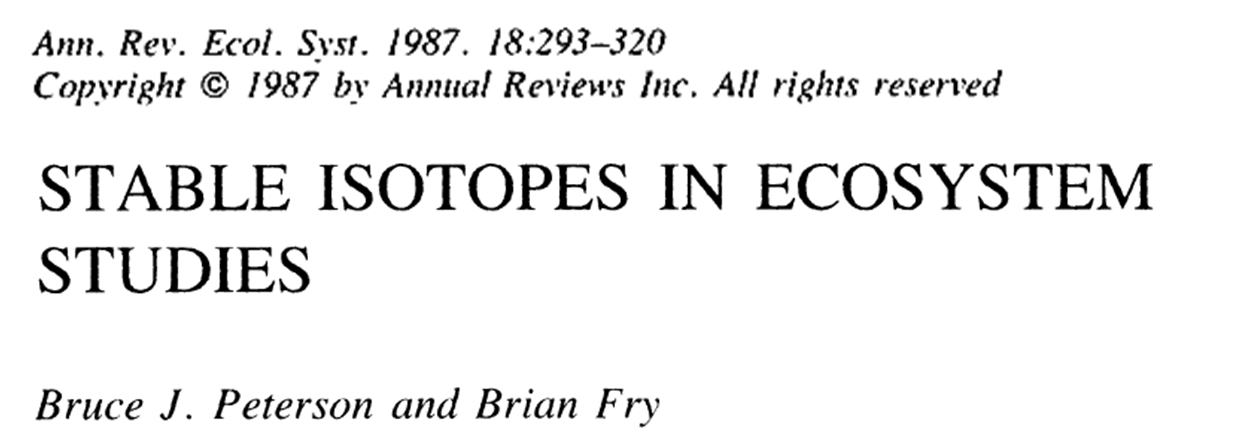 Ann. Rev. Ecol. Syst. 1987. 18:293–320
Copyright © 1987 by Annual Reviews Inc. All rights reserved
STABLE ISOTOPES IN ECOSYSTEM
STUDIES
Bruce J. Peterson and Brian Fry